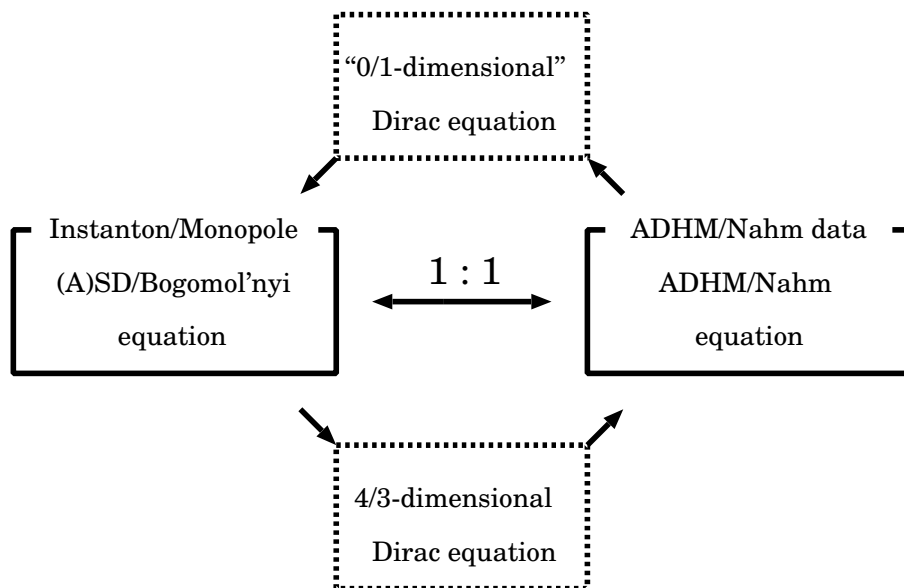 “0/1-dimensional”
Dirac equation
Instanton/Monopole
(A)SD/Bogomol’nyi
equation
1 : 1
ADHM/Nahm data
ADHM/Nahm
equation
4/3-dimensional
Dirac equation